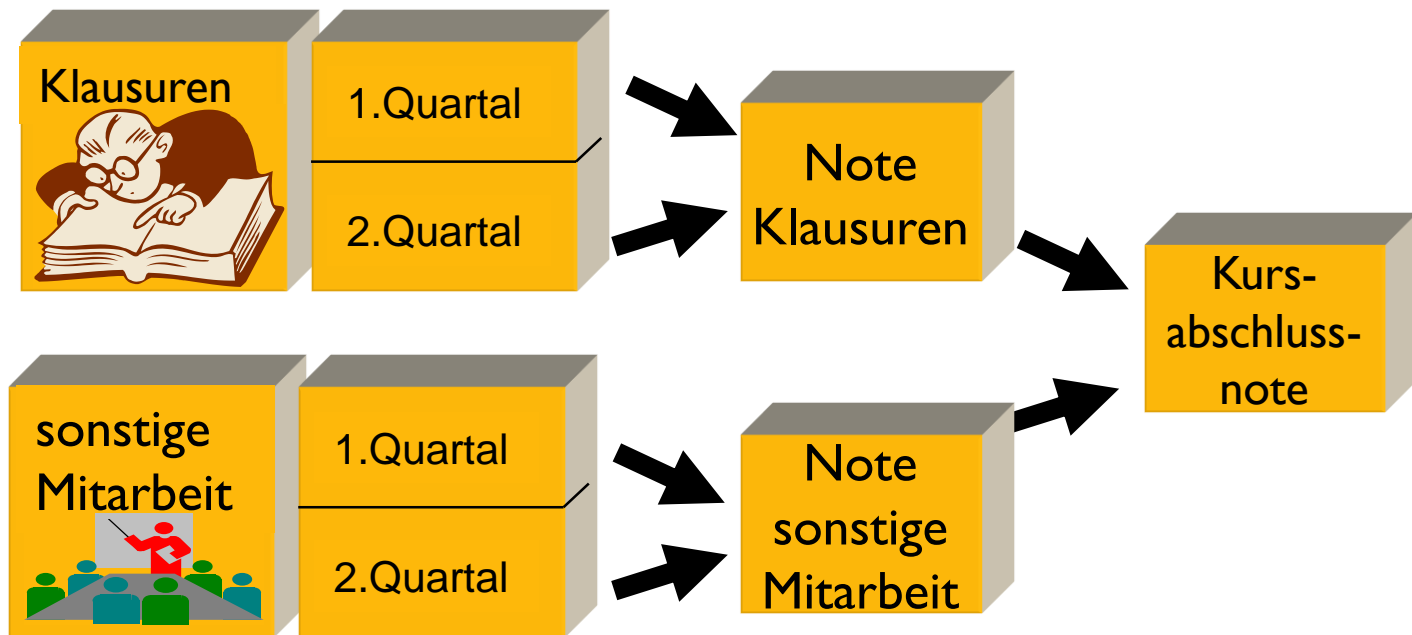 Klausuren
1.Quartal
2.Quartal
Note
Klausuren
Kurs-
abschluss-
note
sonstige
Mitarbeit
1.Quartal
2.Quartal
Note
sonstige
Mitarbeit